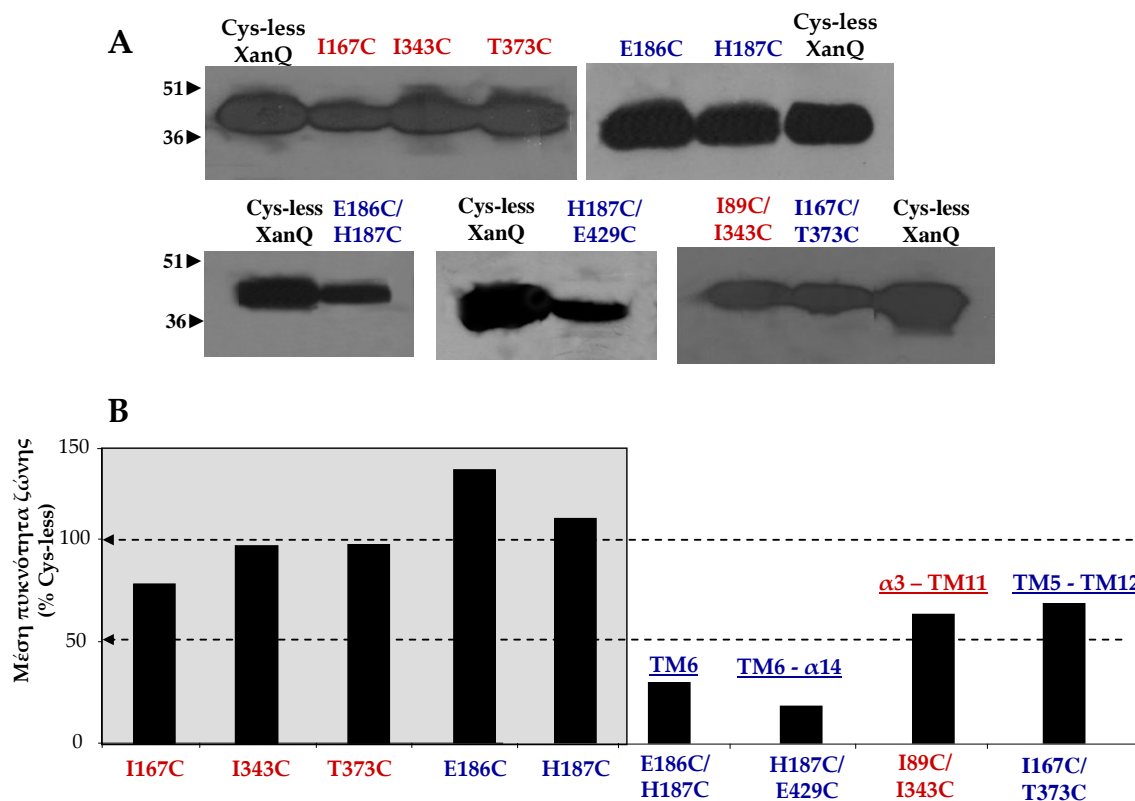 A
Cys-less
XanQ
I167C
I343C
T373C
E186C
H187C
Cys-less
XanQ
51
36
Cys-less
XanQ
E186C/
H187C
Cys-less
XanQ
H187C/
E429C
I89C/
I343C
I167C/
T373C
Cys-less
XanQ
51
36
B
Μέση πυκνότητα ζώνης
(% Cys-less)
150
100
50
0
TM6
TM6 - α14
α3 – TM11
TM5 - TM12
I167C
I343C
T373C
E186C
H187C
E186C/
H187C
H187C/
E429C
I89C/
I343C
I167C/
T373C